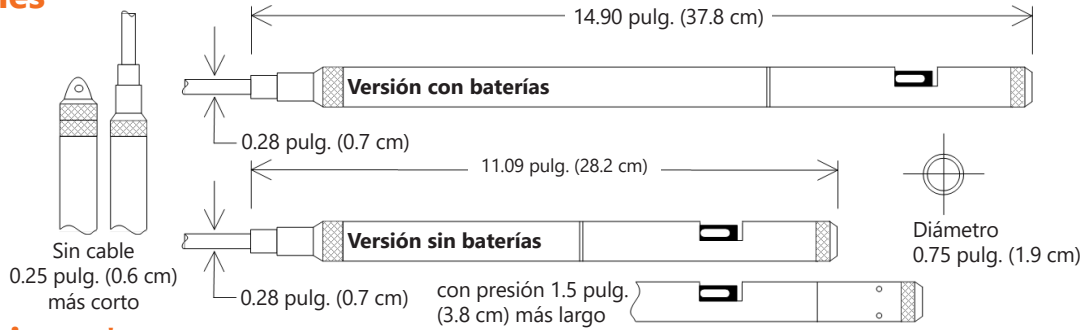 14.90 pulg. (37.8 cm)
Versión con baterías
0.28 pulg. (0.7 cm)
11.09 pulg. (28.2 cm)
Versión sin baterías
Diámetro
0.75 pulg. (1.9 cm)
Sin cable
0.25 pulg. (0.6 cm)
más corto
0.28 pulg. (0.7 cm)
con presión 1.5 pulg.
(3.8 cm) más largo